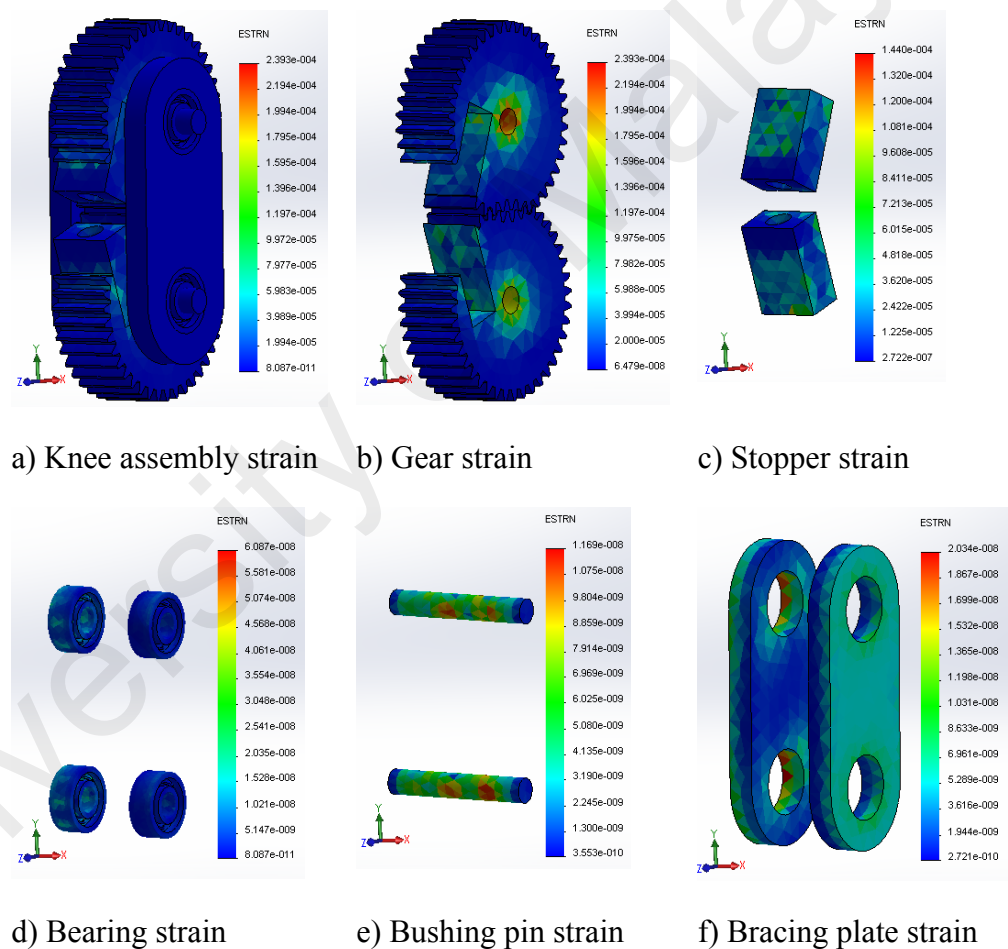 ESTRN
2.393e-004
2.194e-004
1.994e-004
1.795e-004
1.595e-004
1.396e-004
1.197e-004
9.972e-005
7.977e-005
5.983e-005
3.989e-005
1.994e-005
8.087e-011
Y
Z X
ESTRN
2.393e-004
2.194e-004
1.994e-004
1.795e-004
1.596e-004
1.396e-004
1.197e-004
9.975e-005
7.982e-005
5.988e-005
3.994e-005
2.000e-005
6.479e-008
Y
Z X
ESTRN
1.440e-004
1.320e-004
1.200e-004
1.081e-004
9.608e-005
8.411e-005
7.213e-005
6.015e-005
4.818e-005
3.620e-005
2.422e-005
1.225e-005
2.722e-007
Y
Z X
a) Knee assembly strain b) Gear strain c) Stopper strain
ESTRN
6.087e-008
5.581e-008
5.074e-008
4.568e-008
4.061e-008
3.555e-008
3.048e-008
2.541e-008
2.035e-008
1.528e-008
1.021e-008
5.147e-009
8.087e-011
Y
Z X
ESTRN
1.169e-008
1.075e-008
9.804e-009
8.859e-009
7.914e-009
6.969e-009
6.025e-009
5.080e-009
4.135e-009
3.190e-009
2.245e-009
1.300e-009
3.553e-010
Y
Z X
ESTRN
2.034e-008
1.867e-008
1.699e-008
1.532e-008
1.365e-008
1.198e-008
1.031e-008
8.633e-009
6.961e-009
5.289e-009
3.616e-009
1.944e-009
2.721e-010
Y
Z X
d) Bearing strain e) Bushing pin strain f) Bracing plate strain